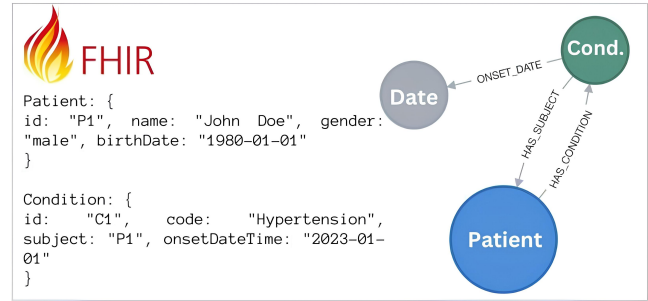 FHIR
Patient: {
id: "P1", name: "John Doe", gender:
"male", birthDate: "1980-01-01"
}
Condition: {
id: "C1", code: "Hypertension",
subject: "P1", onsetDateTime: "2023-01-
01"
}
Cond.
ONSET_DATE
Date
HAS_SUBJECT
HAS_CONDITION
Patient